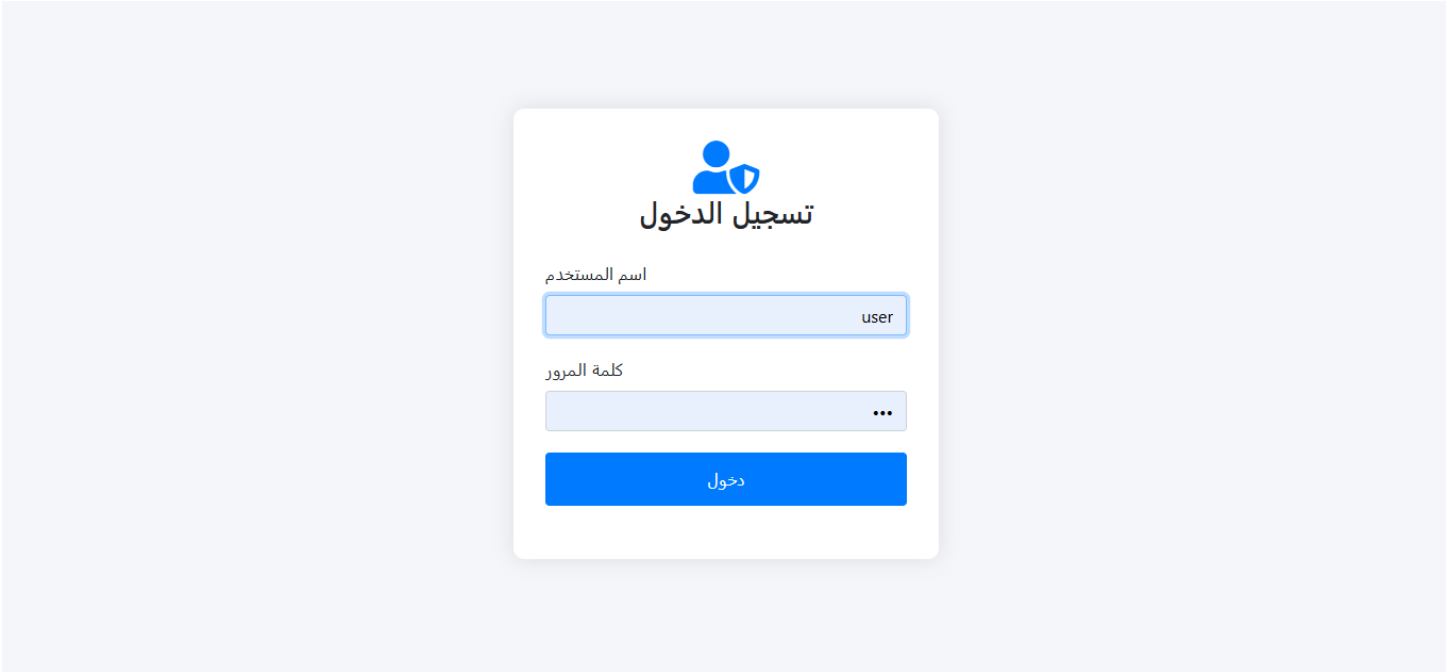 تسجيل الدخول
اسم المستخدم
user
كلمة المرور
•••
دخول